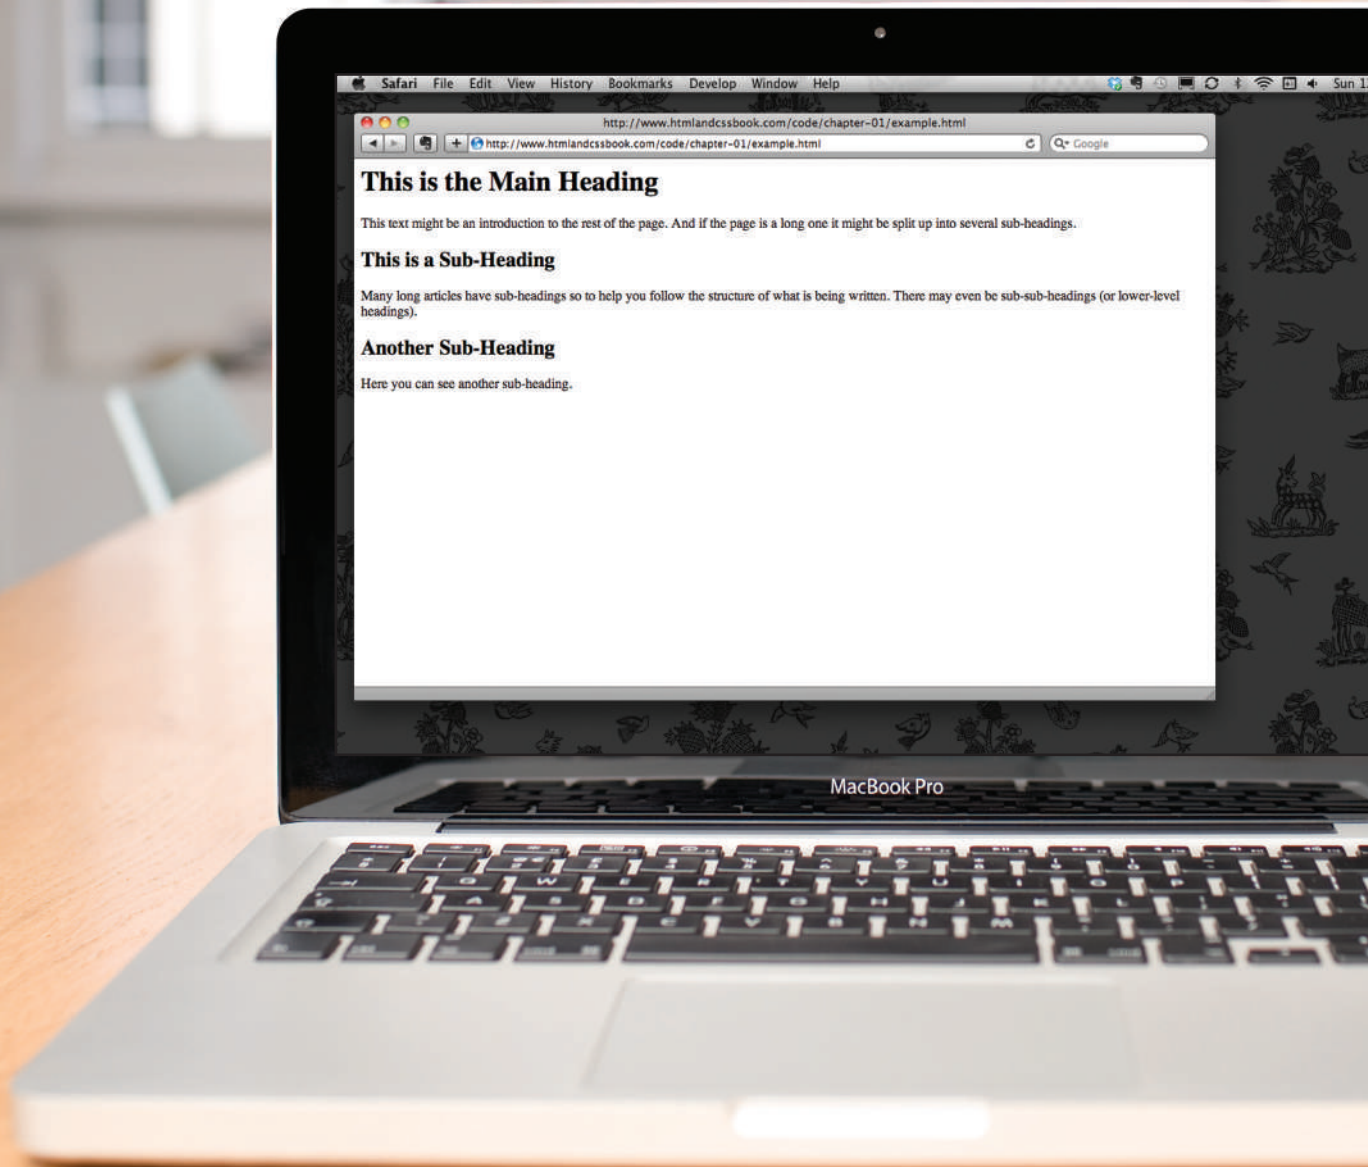 Safari File Edit View History Bookmarks Develop Window Help
http://www.htmlandcssbook.com/code/chapter-01/example.html
http://www.htmlandcssbook.com/code/chapter-01/example.html Google
This is the Main Heading
This text might be an introduction to the rest of the page. And if the page is a long one it might be split up into several sub-headings.
This is a Sub-Heading
Many long articles have sub-headings so to help you follow the structure of what is being written. There may even be sub-sub-headings (or lower-level
headings).
Another Sub-Heading
Here you can see another sub-heading.
MacBook Pro
Q W E R T Y U I O P
A S D F G H J K L
Z X C V B N M